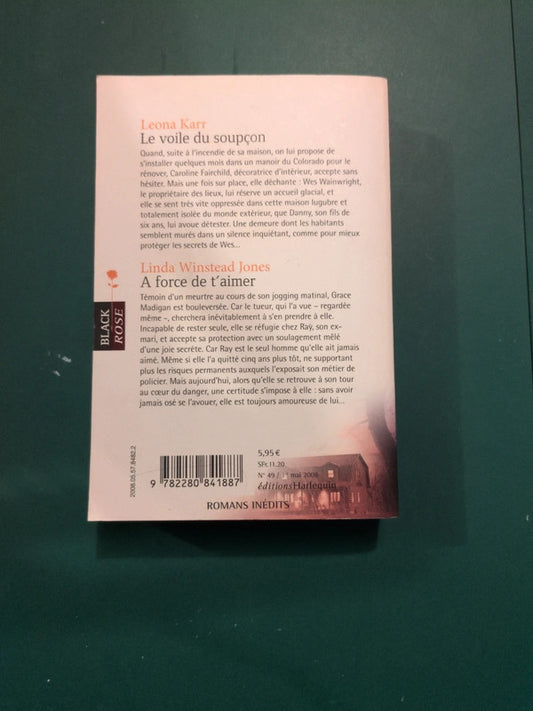 Leona Karr
Le voile du soupçon
Quand, suite à l'incendie de sa maison, on lui propose de
s'installer quelques mois dans un manoir du Colorado pour le
rénover, Caroline Fairchild, décoratrice d'intérieur, accepte sans
hésiter. Mais une fois sur place, elle déchante : Wes Wainwright,
le propriétaire des lieux, lui réserve un accueil glacial, et
elle se sent très vite oppressée dans cette maison lugubre et
totalement isolée du monde extérieur, que Danny, son fils de
six ans, lui avoue détester. Une demeure dont les habitants
semblent murés dans un silence inquiétant, comme pour mieux
protéger les secrets de Wes...
Linda Winstead Jones
A force de t'aimer
Témoin d'un meurtre au cours de son jogging matinal, Grace
Madigan est bouleversée. Car le tueur, qui l'a vue – regardée
même –, cherchera inévitablement à s'en prendre à elle.
Incapable de rester seule, elle se réfugie chez Ray, son ex-
mari, et accepte sa protection avec un soulagement mêlé
d'une joie secrète. Car Ray est le seul homme qu'elle ait jamais
aimé. Même si elle l'a quitté cinq ans plus tôt, ne supportant
plus les risques permanents auxquels l'exposait son métier de
policier. Mais aujourd'hui, alors qu'elle se retrouve à son tour
au cœur du danger, une certitude s'impose à elle : sans avoir
jamais osé se l'avouer, elle est toujours amoureuse de lui...
BLACK
ROSE
2008.05.57.8482.2
9 782280 841887
5,95 €
SPr. 11.20
N° 49 / mai 2008
éditionsHarlequin
ROMANS INÉDITS